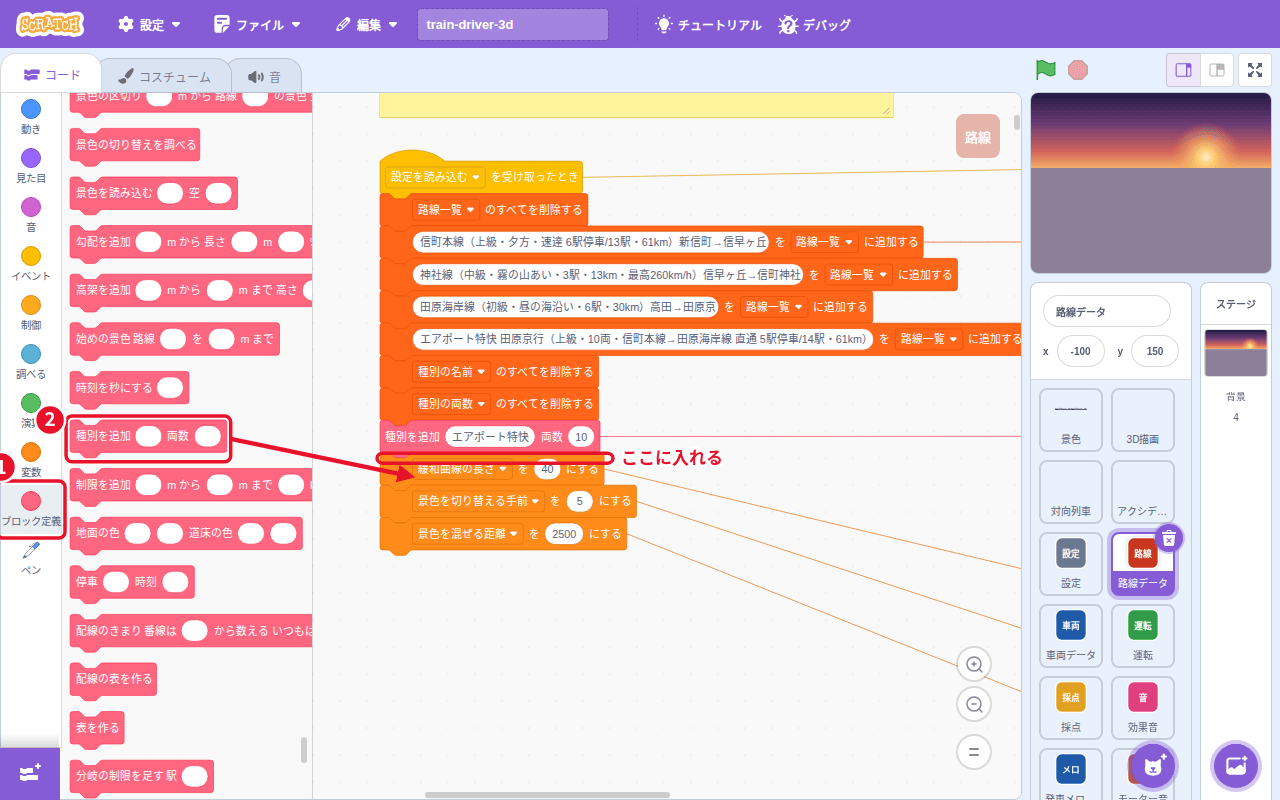 SCRATCH
設定
ファイル
編集
train-driver-3d
チュートリアル
デバッグ
コード
コスチューム
音
動き
見た目
音
イベント
制御
調べる
変数
ブロック定義
ペン
景色の区切り m から 路線 の景色
景色の切り替えを調べる
景色を読み込む 空
勾配を追加 m から 長さ m
高架を追加 m から m まで 高さ
始めの景色 路線 を m まで
時刻を秒にする
2
種別を追加 両数
制限を追加 m から m まで
地面の色 道床の色
停車 時刻
配線のきまり 番線は から数える いつもは
配線の表を作る
表を作る
分岐の制限を足す 駅
設定を読み込む を受け取ったとき
路線一覧 のすべてを削除する
信町本線（上級・夕方・速達 6駅停車/13駅・61km）新信町→信早ヶ丘 を 路線一覧 に追加する
神社線（中級・霧の山あい・3駅・13km・最高260km/h）信早ヶ丘→信町神社 を 路線一覧 に追加する
田原海岸線（初級・昼の海沿い・6駅・30km）高田→田原京 を 路線一覧 に追加する
エアポート特快 田原京行（上級・10両・信町本線→田原海岸線 直通 5駅停車/14駅・61km） を 路線一覧 に追加する
種別の名前 のすべてを削除する
種別の両数 のすべてを削除する
種別を追加 エアポート特快 両数 10
ここに入れる
緩和曲線の長さ を 40 にする
景色を切り替える手前 を 5 にする
景色を混ぜる距離 を 2500 にする
路線
路線データ
x -100 y 150
ステージ
背景
4
景色
3D描画
対向列車
アクシデ…
設定
設定
路線
路線データ
車両
車両データ
運転
運転
採点
採点
音
効果音
メロ
発車メロ
モーター音